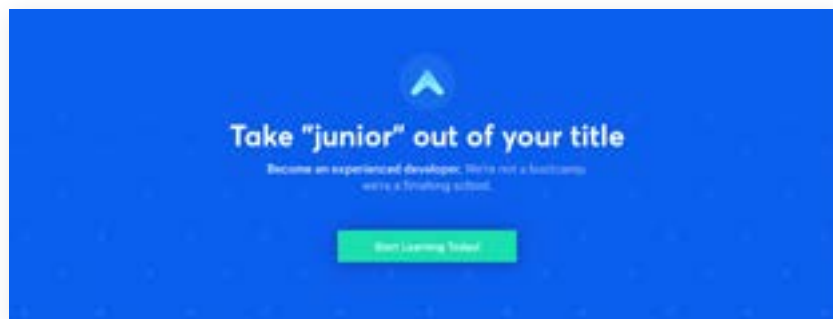 Take "junior" out of your title
Become an experienced developer. We're not a bootcamp,
we're a finishing school.
Start Learning Today!